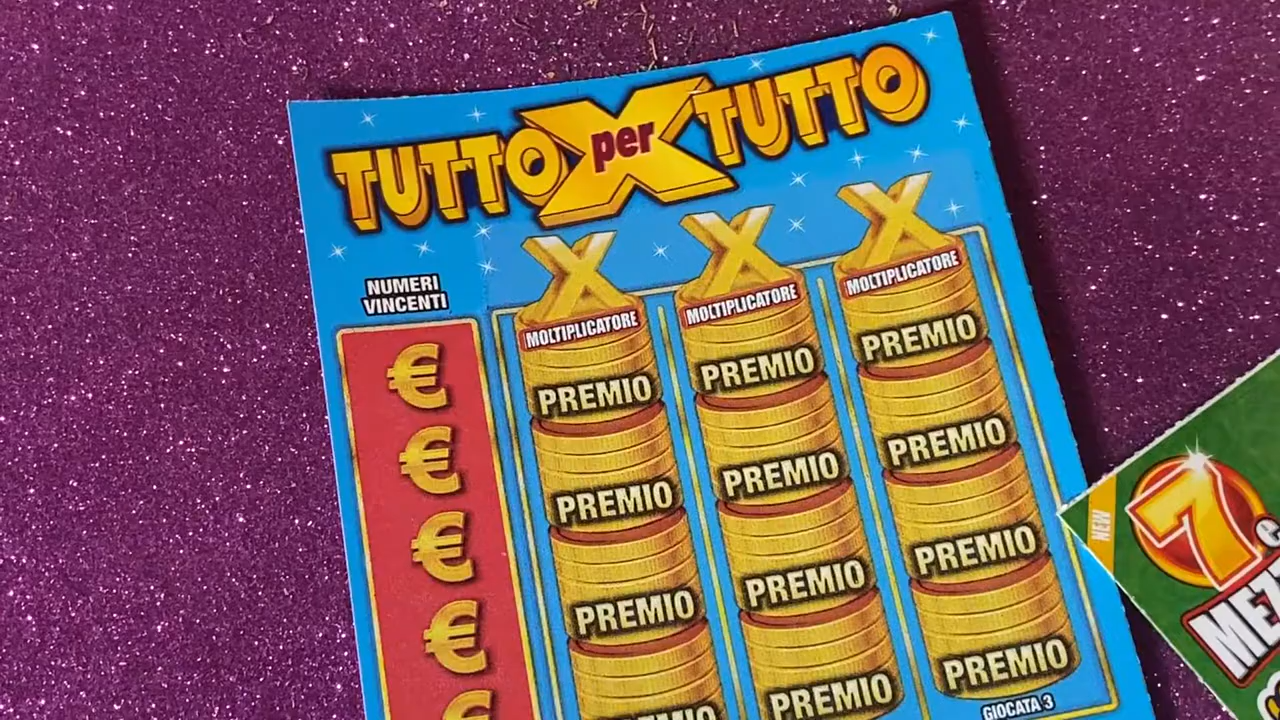 TUTTO X per TUTTO
NUMERI
VINCENTI
X
X
X
MOLTIPLICATORE
MOLTIPLICATORE
MOLTIPLICATORE
€
€
€
€
€
PREMIO
PREMIO
PREMIO
PREMIO
PREMIO
PREMIO
PREMIO
PREMIO
PREMIO
PREMIO
PREMIO
PREMIO
GIOCATA 3
NEW
7 e